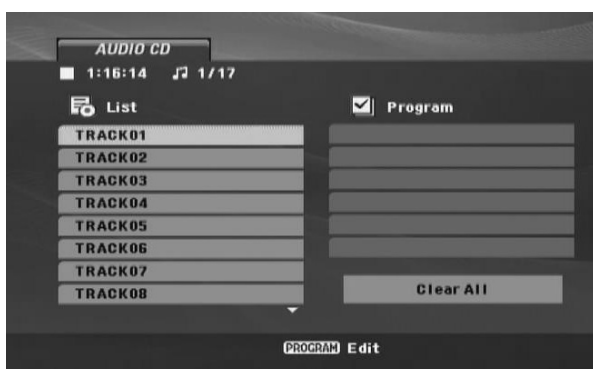 AUDIO CD
1:16:14 1/17
List
Program
TRACK01
TRACK02
TRACK03
TRACK04
TRACK05
TRACK06
TRACK07
TRACK08
Clear All
PROGRAM Edit